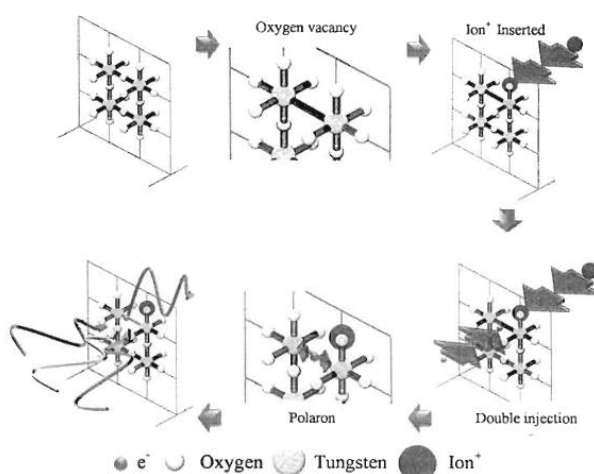 Oxygen vacancy
Ion⁺ Inserted
Polaron
Double injection
e⁻ Oxygen Tungsten Ion⁺